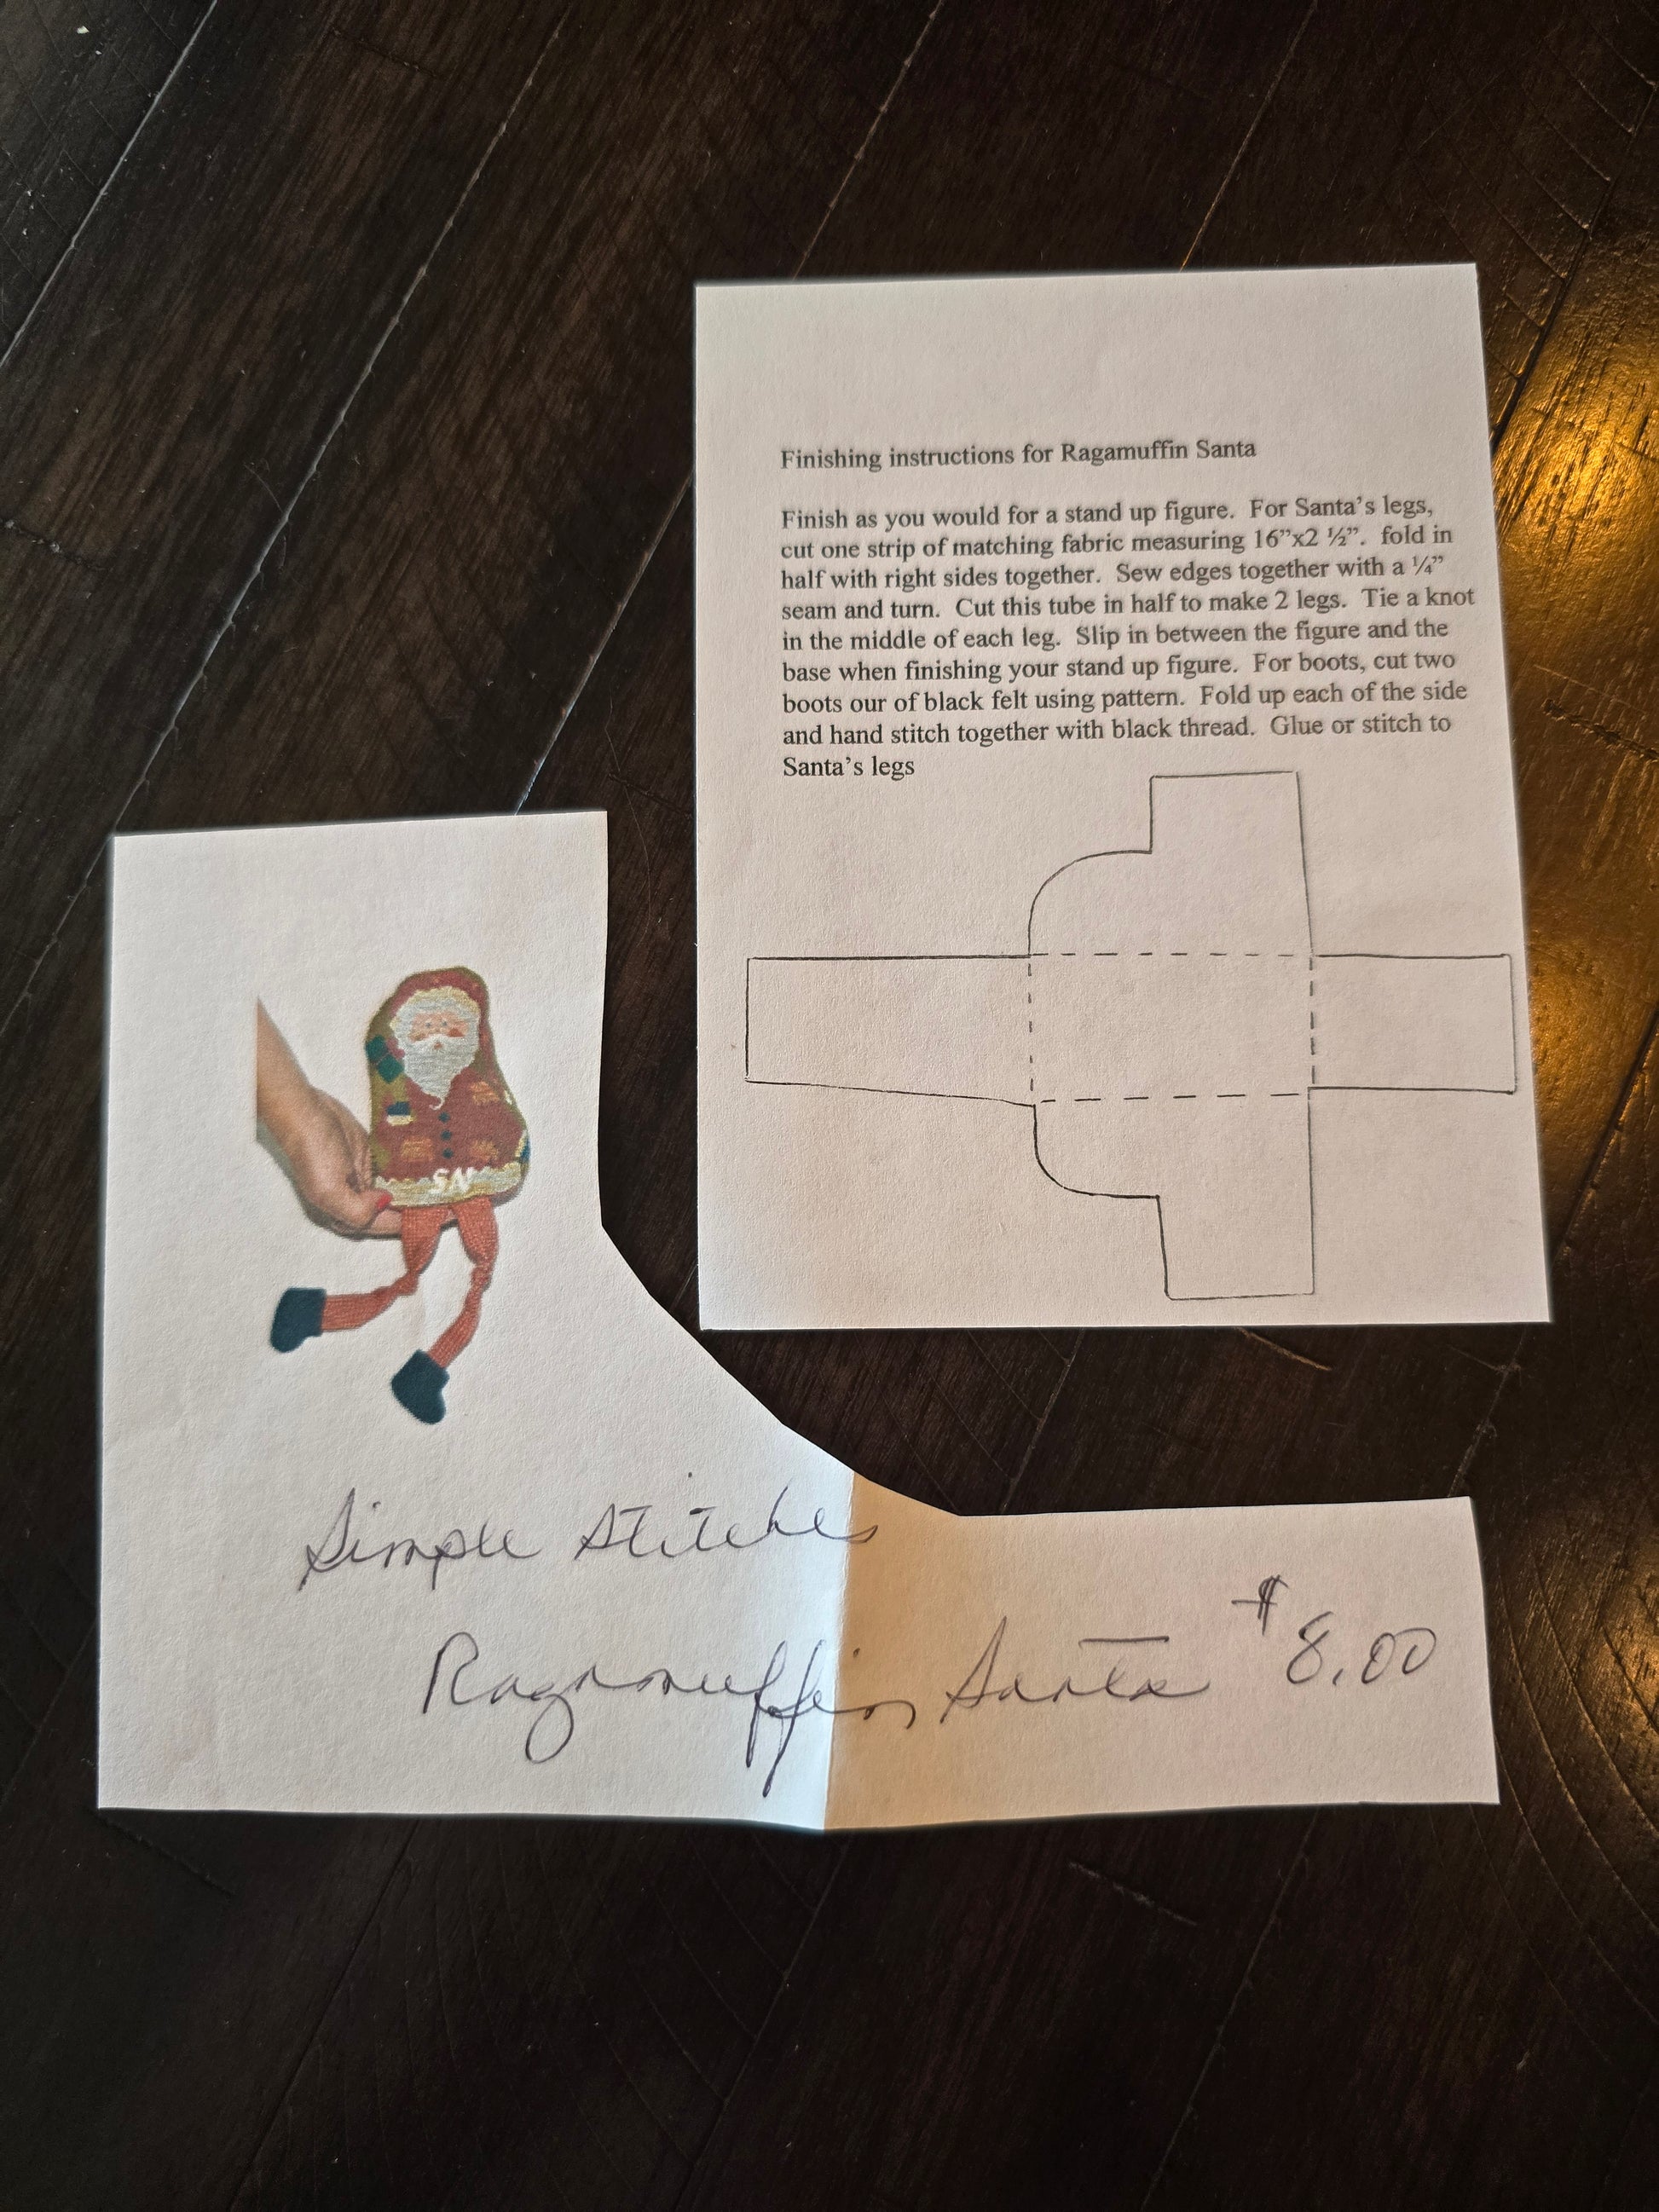 Finishing instructions for Ragamuffin Santa
Finish as you would for a stand up figure. For Santa's legs,
cut one strip of matching fabric measuring 16"x2 ½". fold in
half with right sides together. Sew edges together with a ¼"
seam and turn. Cut this tube in half to make 2 legs. Tie a knot
in the middle of each leg. Slip in between the figure and the
base when finishing your stand up figure. For boots, cut two
boots our of black felt using pattern. Fold up each of the side
and hand stitch together with black thread. Glue or stitch to
Santa's legs
SN
Simple Stitches
Ragamuffin Santa $8.00